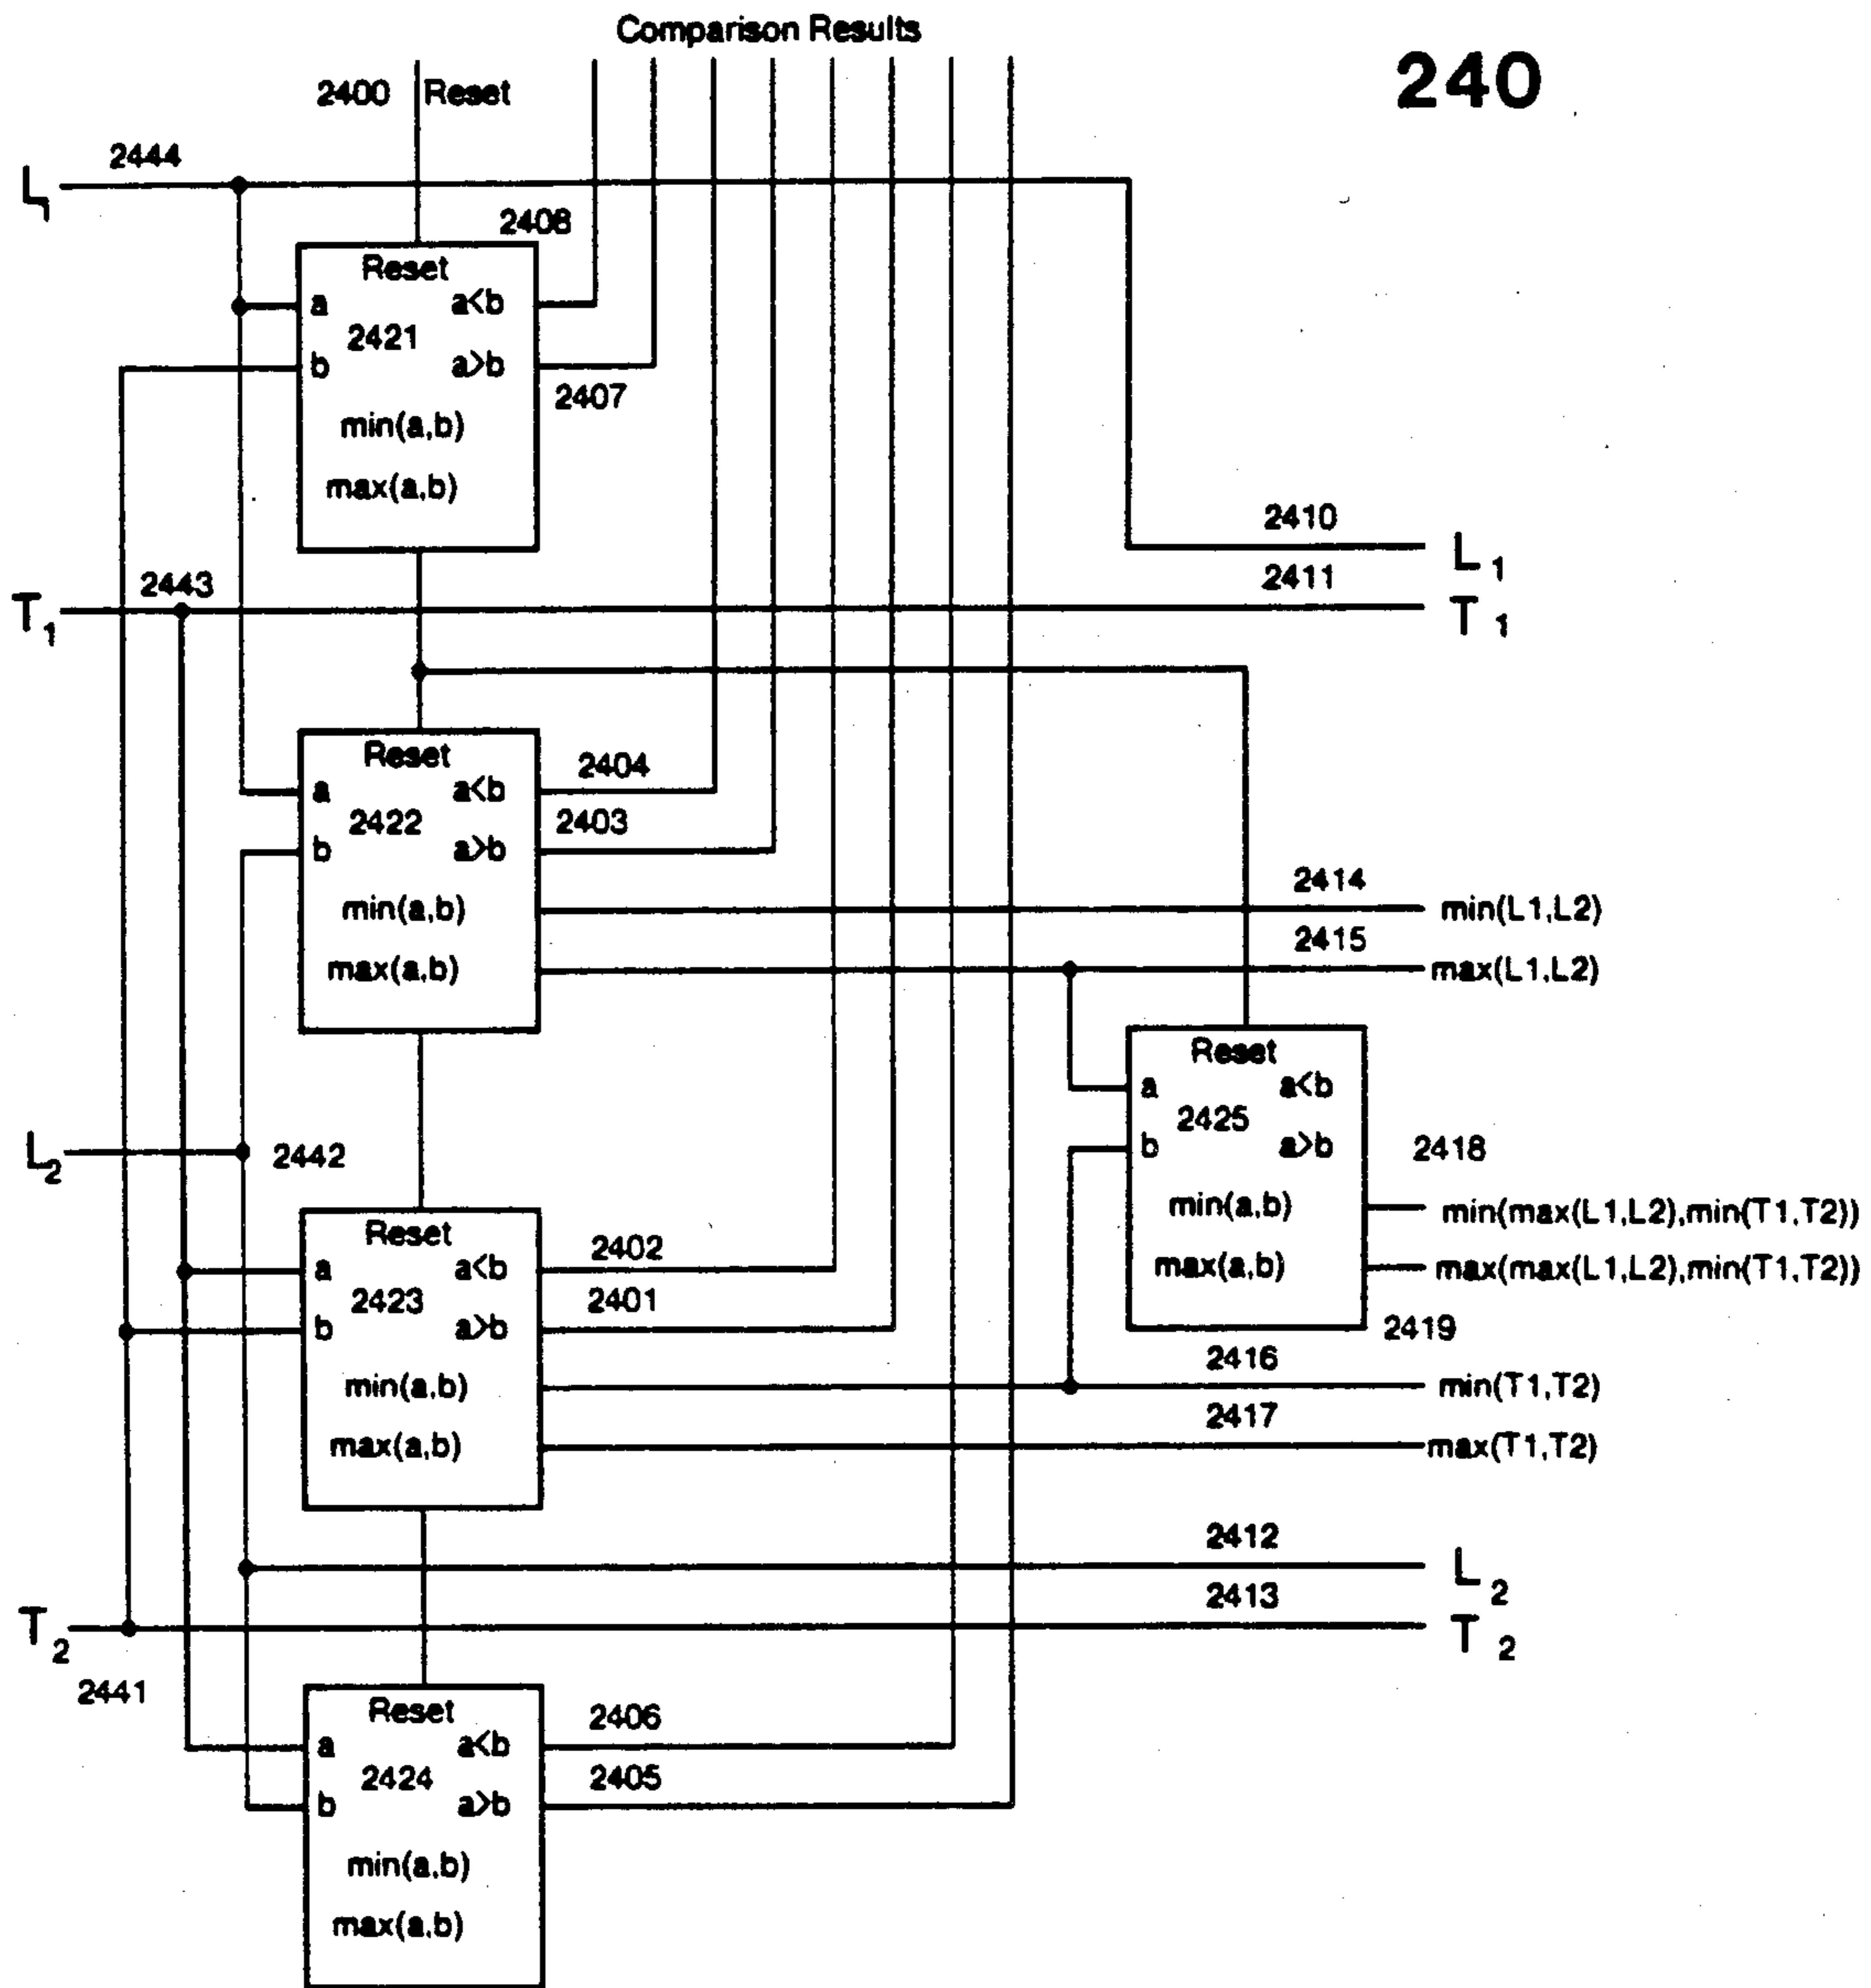 Comparison Results
240
2400 Reset
2444
L1
2408
Reset
a a<b
2421
b a>b
2407
min(a,b)
max(a,b)
2410
L1
2443
2411
T1
T1
Reset
a a<b
2404
2422
2403
b a>b
min(a,b)
2414
min(L1,L2)
max(a,b)
2415
max(L1,L2)
Reset
a a<b
2425
b a>b
2418
min(a,b)
min(max(L1,L2),min(T1,T2))
max(a,b)
max(max(L1,L2),min(T1,T2))
2419
L2
2442
Reset
a a<b
2402
2423
2401
b a>b
min(a,b)
2416
min(T1,T2)
max(a,b)
2417
max(T1,T2)
2412
L2
2413
T2
T2
2441
Reset
a a<b
2406
2424
2405
b a>b
min(a,b)
max(a,b)